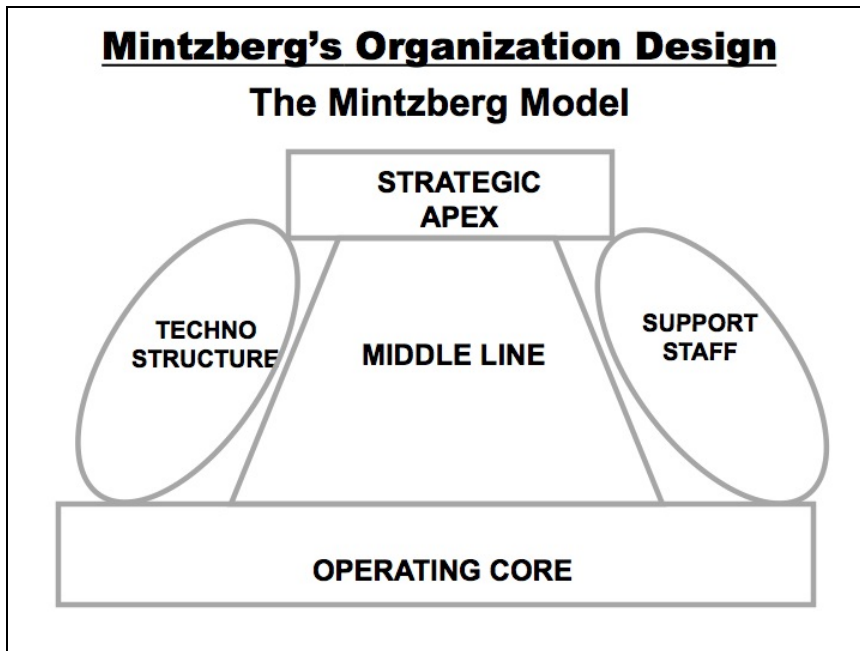 Mintzberg’s Organization Design
The Mintzberg Model
STRATEGIC
APEX
TECHNO
STRUCTURE
MIDDLE LINE
SUPPORT
STAFF
OPERATING CORE